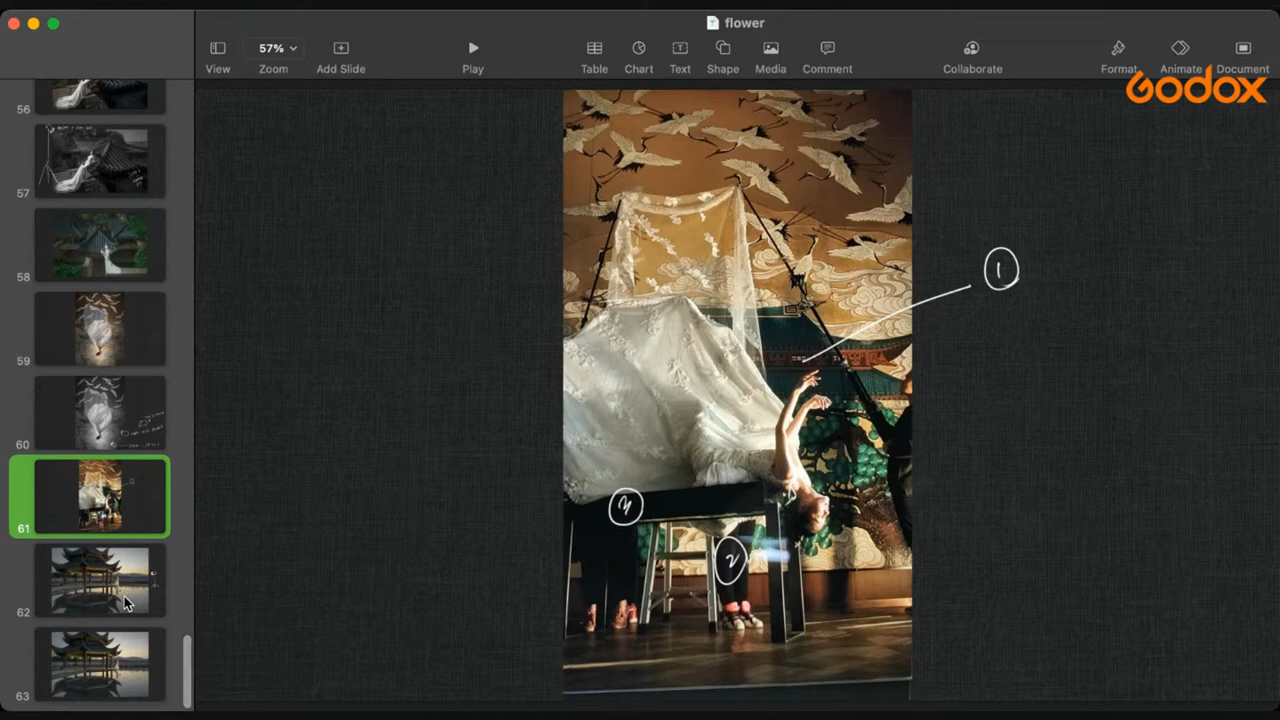 flower
57%
View
Zoom
Add Slide
Play
Table
Chart
Text
Shape
Media
Comment
Collaborate
Format
Animate
Document
Godox
56
57
58
59
60
61
62
63
1
2